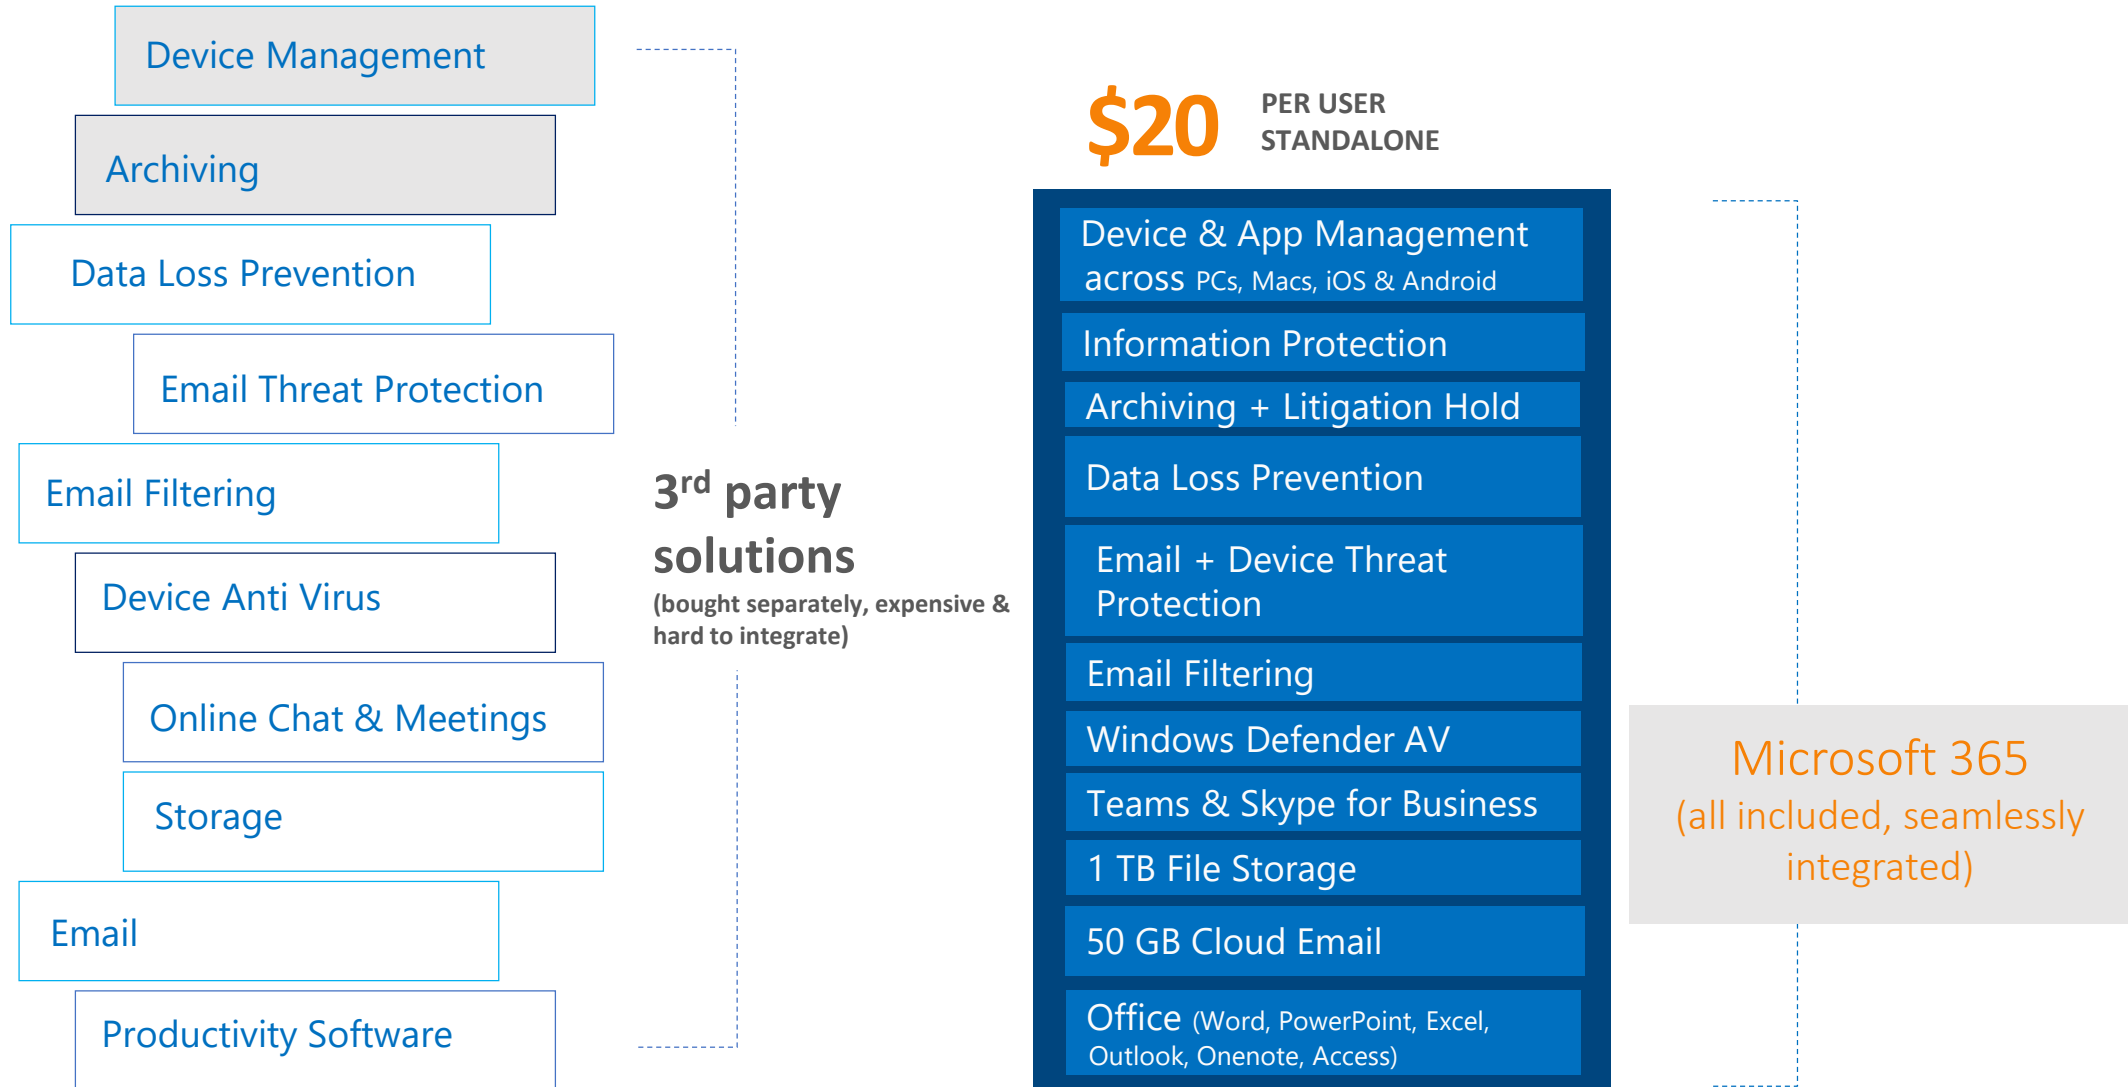 Device Management
Archiving
Data Loss Prevention
Email Threat Protection
Email Filtering
Device Anti Virus
Online Chat & Meetings
Storage
Email
Productivity Software
3rd party
solutions
(bought separately, expensive &
hard to integrate)
$20
PER USER
STANDALONE
Device & App Management
across PCs, Macs, iOS & Android
Information Protection
Archiving + Litigation Hold
Data Loss Prevention
Email + Device Threat
Protection
Email Filtering
Windows Defender AV
Teams & Skype for Business
1 TB File Storage
50 GB Cloud Email
Office (Word, PowerPoint, Excel,
Outlook, Onenote, Access)
Microsoft 365
(all included, seamlessly
integrated)